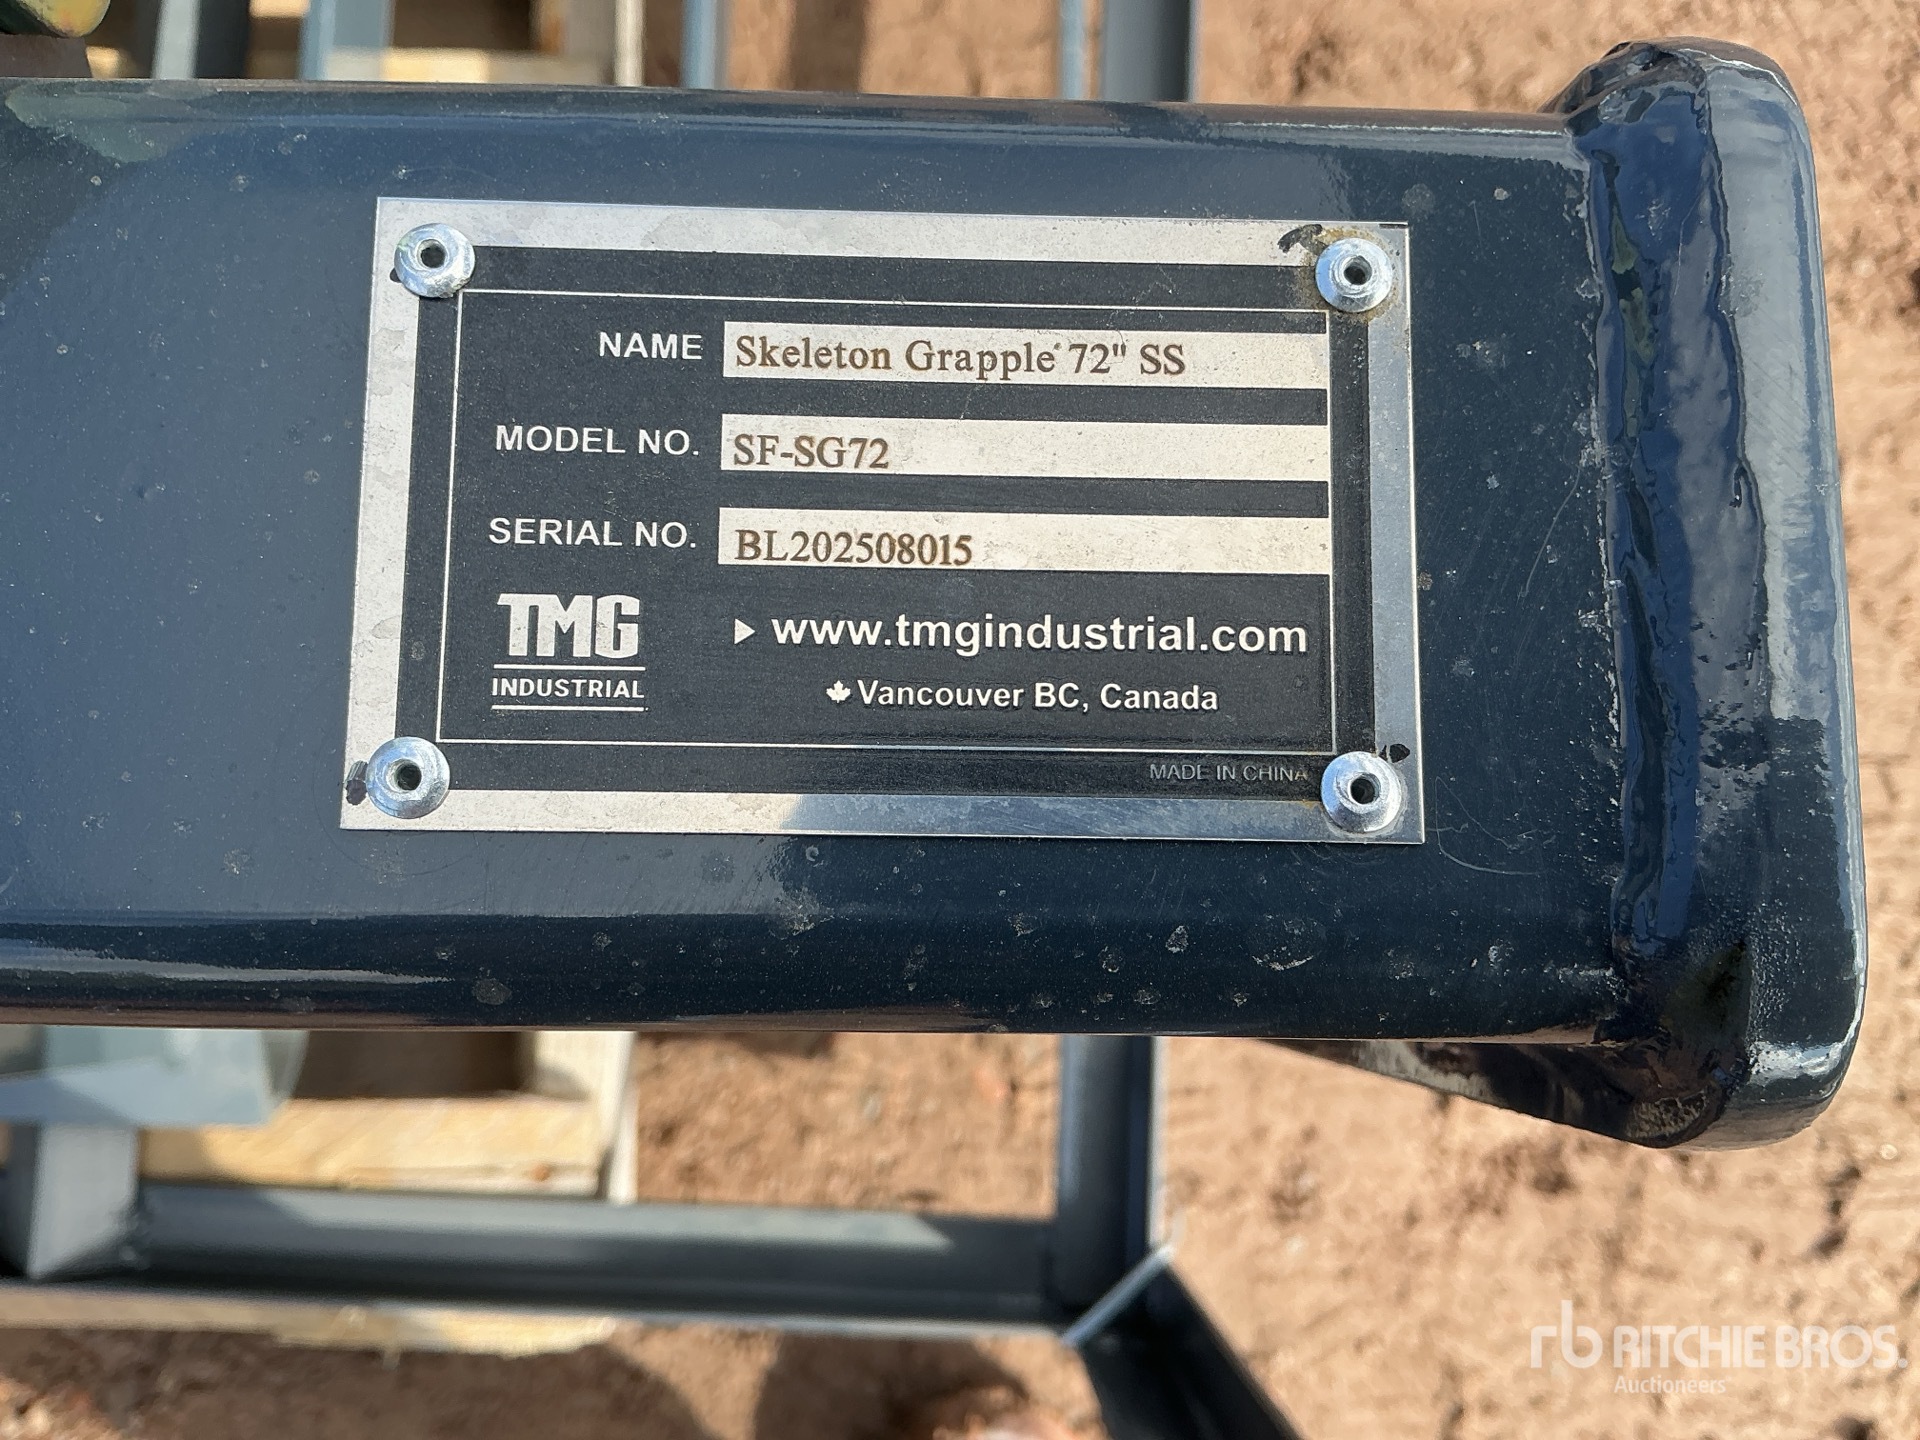 NAME Skeleton Grapple 72" SS
MODEL NO. SF-SG72
SERIAL NO. BL202508015
TMG
INDUSTRIAL
www.tmgindustrial.com
Vancouver BC, Canada
MADE IN CHINA
rb RITCHIE BROS.
Auctioneers